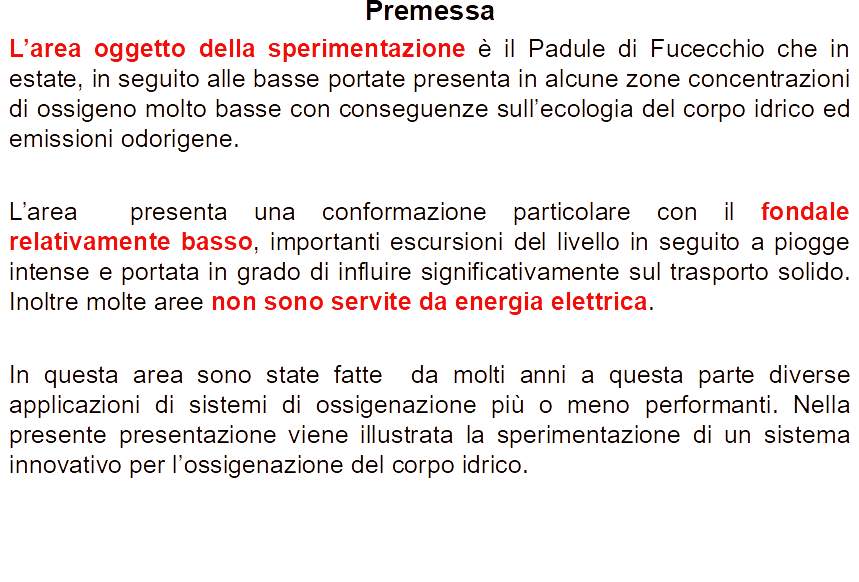 Premessa
L’area oggetto della sperimentazione è il Padule di Fucecchio che in
estate, in seguito alle basse portate presenta in alcune zone concentrazioni
di ossigeno molto basse con conseguenze sull’ecologia del corpo idrico ed
emissioni odorigene.
L’area presenta una conformazione particolare con il fondale
relativamente basso, importanti escursioni del livello in seguito a piogge
intense e portata in grado di influire significativamente sul trasporto solido.
Inoltre molte aree non sono servite da energia elettrica.
In questa area sono state fatte da molti anni a questa parte diverse
applicazioni di sistemi di ossigenazione più o meno performanti. Nella
presente presentazione viene illustrata la sperimentazione di un sistema
innovativo per l’ossigenazione del corpo idrico.